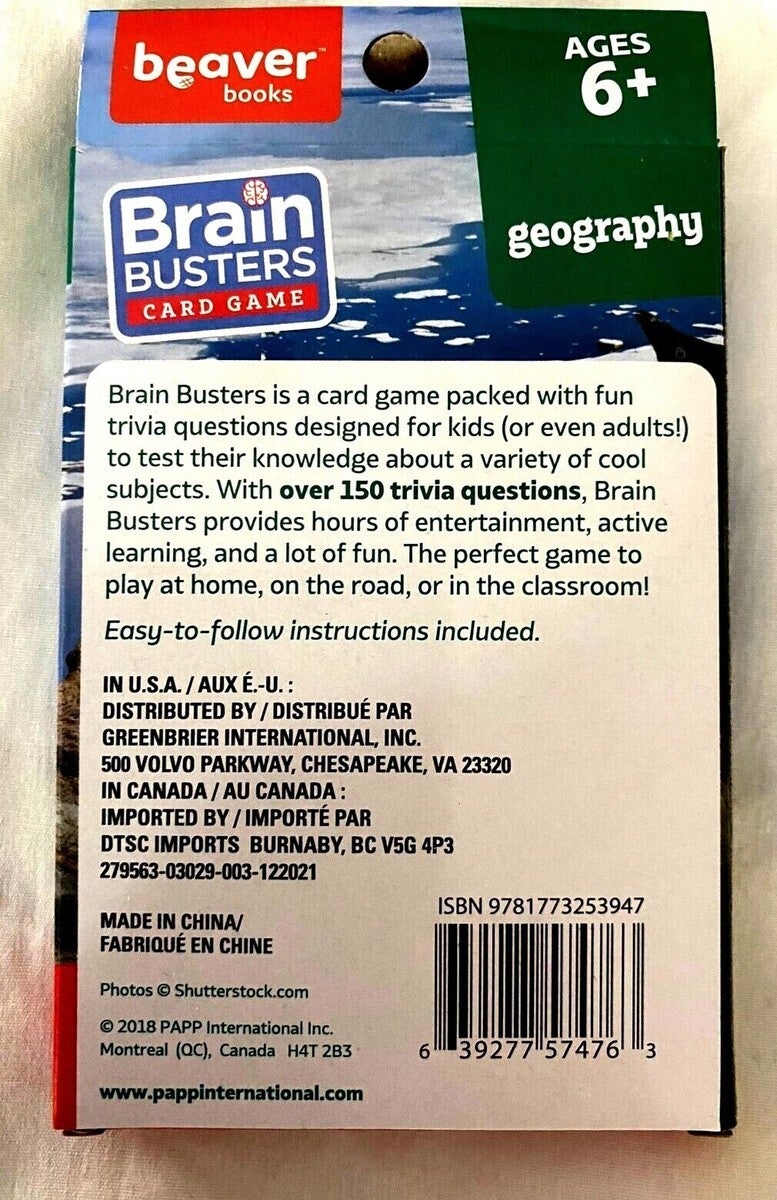 beaver™
books
AGES
6+
Brain
BUSTERS
CARD GAME
geography
Brain Busters is a card game packed with fun
trivia questions designed for kids (or even adults!)
to test their knowledge about a variety of cool
subjects. With over 150 trivia questions, Brain
Busters provides hours of entertainment, active
learning, and a lot of fun. The perfect game to
play at home, on the road, or in the classroom!
Easy-to-follow instructions included.
IN U.S.A. / AUX É.-U. :
DISTRIBUTED BY / DISTRIBUÉ PAR
GREENBRIER INTERNATIONAL, INC.
500 VOLVO PARKWAY, CHESAPEAKE, VA 23320
IN CANADA / AU CANADA :
IMPORTED BY / IMPORTÉ PAR
DTSC IMPORTS BURNABY, BC V5G 4P3
279563-03029-003-122021
MADE IN CHINA/
FABRIQUÉ EN CHINE
ISBN 9781773253947
Photos © Shutterstock.com
© 2018 PAPP International Inc.
Montreal (QC), Canada H4T 2B3
6 39277 57476 3
www.pappinternational.com